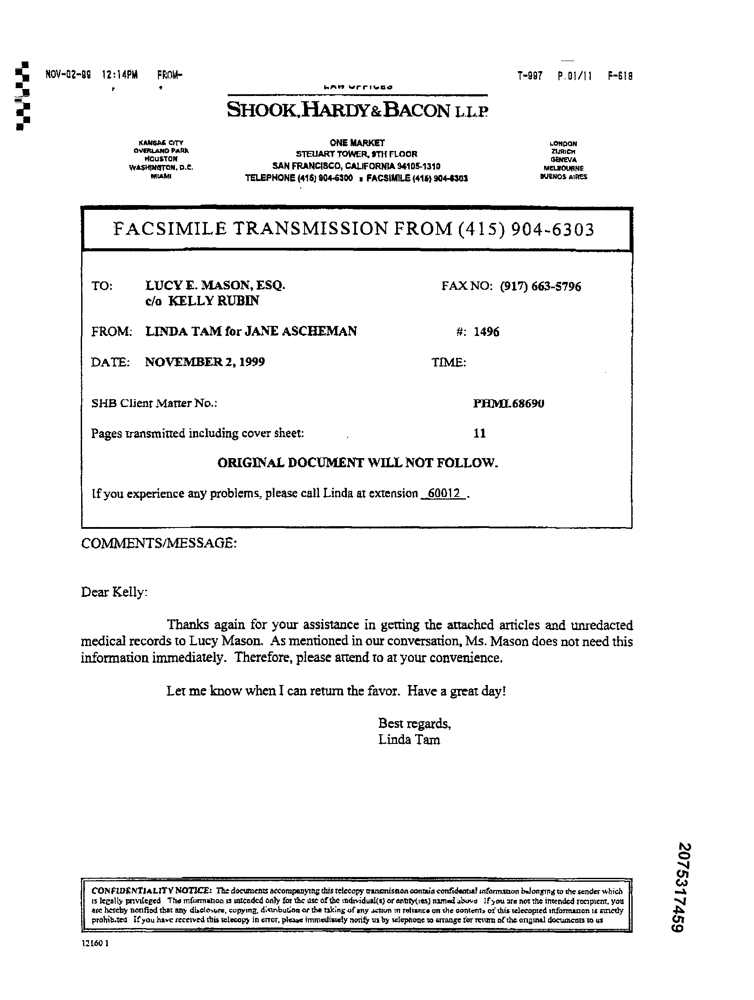 NOV-02-99 12:14PM FROM-
T-997 P.01/11 F-618
LAW OFFICES
SHOOK, HARDY & BACON L.L.P.
KANSAS CITY
OVERLAND PARK
HOUSTON
WASHINGTON, D.C.
MIAMI
ONE MARKET
STEUART TOWER, 9TH FLOOR
SAN FRANCISCO, CALIFORNIA 94105-1310
TELEPHONE (415) 904-6300 ■ FACSIMILE (415) 904-6303
LONDON
ZURICH
GENEVA
MELBOURNE
BUENOS AIRES
FACSIMILE TRANSMISSION FROM (415) 904-6303
TO: LUCY E. MASON, ESQ.
c/o KELLY RUBIN
FAX NO: (917) 663-5796
FROM: LINDA TAM for JANE ASCHEMAN
#: 1496
DATE: NOVEMBER 2, 1999
TIME:
SHB Client Matter No.: PHML68690
Pages transmitted including cover sheet: 11
ORIGINAL DOCUMENT WILL NOT FOLLOW.
If you experience any problems, please call Linda at extension 60012 .
COMMENTS/MESSAGE:
Dear Kelly:
Thanks again for your assistance in getting the attached articles and unredacted
medical records to Lucy Mason. As mentioned in our conversation, Ms. Mason does not need this
information immediately. Therefore, please attend to at your convenience.
Let me know when I can return the favor. Have a great day!
Best regards,
Linda Tam
CONFIDENTIALITY NOTICE: The documents accompanying this telecopy transmission contain confidential information belonging to the sender which
is legally privileged The information is intended only for the use of the individual(s) or entity(ies) named above If you are not the intended recipient, you
are hereby notified that any disclosure, copying, distribution or the taking of any action in reliance on the contents of this telecopied information is strictly
prohibited If you have received this telecopy in error, please immediately notify us by telephone to arrange for return of the original documents to us
12160 1
2075317459